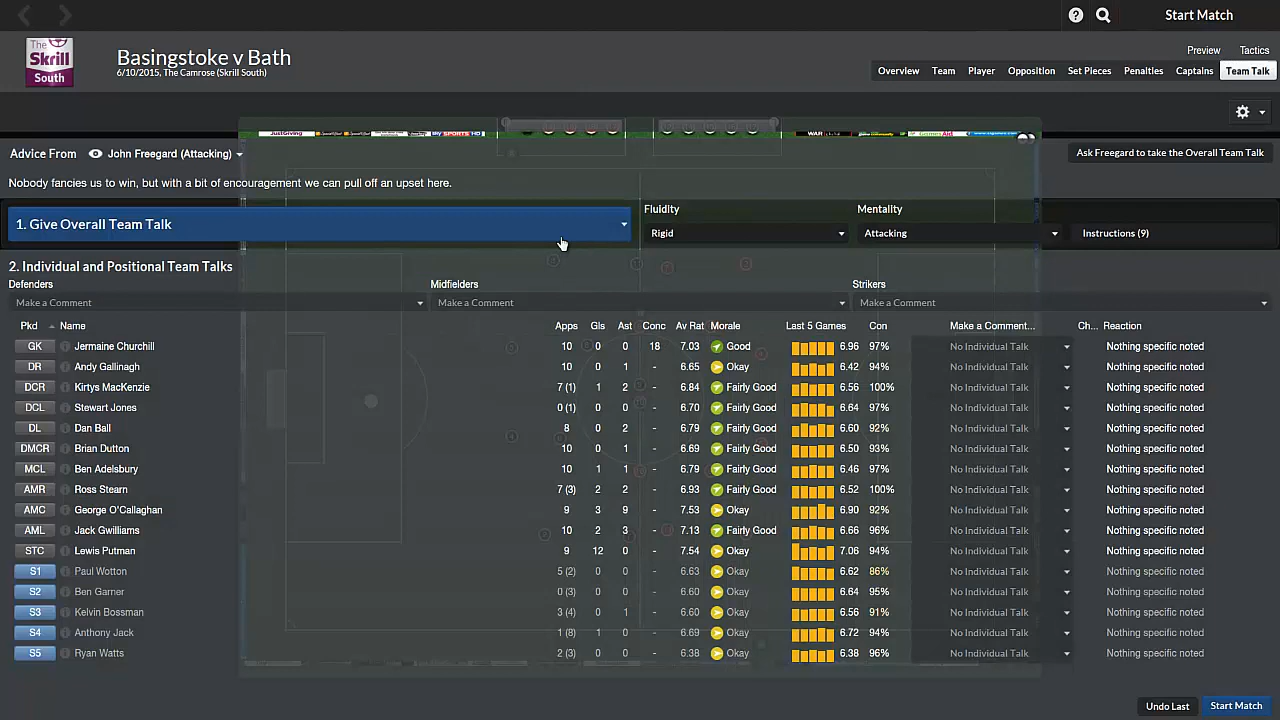 Start Match
The Skrill South
Basingstoke v Bath
6/10/2015, The Camrose (Skrill South)
Preview Tactics
Overview Team Player Opposition Set Pieces Penalties Captains Team Talk
JustGiving sky SPORTS HD WAR GamesAid
Advice From John Freegard (Attacking)
Ask Freegard to take the Overall Team Talk
Nobody fancies us to win, but with a bit of encouragement we can pull off an upset here.
1. Give Overall Team Talk
Fluidity Mentality
Rigid Attacking Instructions (9)
2. Individual and Positional Team Talks
Defenders Midfielders Strikers
Make a Comment Make a Comment Make a Comment
Pkd Name Apps Gls Ast Conc Av Rat Morale Last 5 Games Con Make a Comment... Ch... Reaction
GK Jermaine Churchill 10 0 0 18 7.03 Good 6.96 97% No Individual Talk Nothing specific noted
DR Andy Gallinagh 10 0 1 - 6.65 Okay 6.42 94% No Individual Talk Nothing specific noted
DCR Kirtys MacKenzie 7 (1) 1 2 - 6.84 Fairly Good 6.56 100% No Individual Talk Nothing specific noted
DCL Stewart Jones 0 (1) 0 0 - 6.70 Fairly Good 6.64 97% No Individual Talk Nothing specific noted
DL Dan Ball 8 0 2 - 6.79 Fairly Good 6.60 92% No Individual Talk Nothing specific noted
DMCR Brian Dutton 10 0 1 - 6.69 Fairly Good 6.50 93% No Individual Talk Nothing specific noted
MCL Ben Adelsbury 10 1 1 - 6.79 Fairly Good 6.46 97% No Individual Talk Nothing specific noted
AMR Ross Stearn 7 (3) 2 2 - 6.93 Fairly Good 6.52 100% No Individual Talk Nothing specific noted
AMC George O'Callaghan 9 3 9 - 7.53 Okay 6.90 92% No Individual Talk Nothing specific noted
AML Jack Gwilliams 10 2 3 - 7.13 Fairly Good 6.66 96% No Individual Talk Nothing specific noted
STC Lewis Putman 9 12 0 - 7.54 Okay 7.06 94% No Individual Talk Nothing specific noted
S1 Paul Wotton 5 (2) 0 0 - 6.63 Okay 6.62 86% No Individual Talk Nothing specific noted
S2 Ben Garner 0 (3) 0 0 - 6.60 Okay 6.64 95% No Individual Talk Nothing specific noted
S3 Kelvin Bossman 3 (4) 0 1 - 6.60 Okay 6.56 91% No Individual Talk Nothing specific noted
S4 Anthony Jack 1 (8) 1 0 - 6.69 Okay 6.72 94% No Individual Talk Nothing specific noted
S5 Ryan Watts 2 (3) 0 0 - 6.38 Okay 6.38 96% No Individual Talk Nothing specific noted
Undo Last Start Match